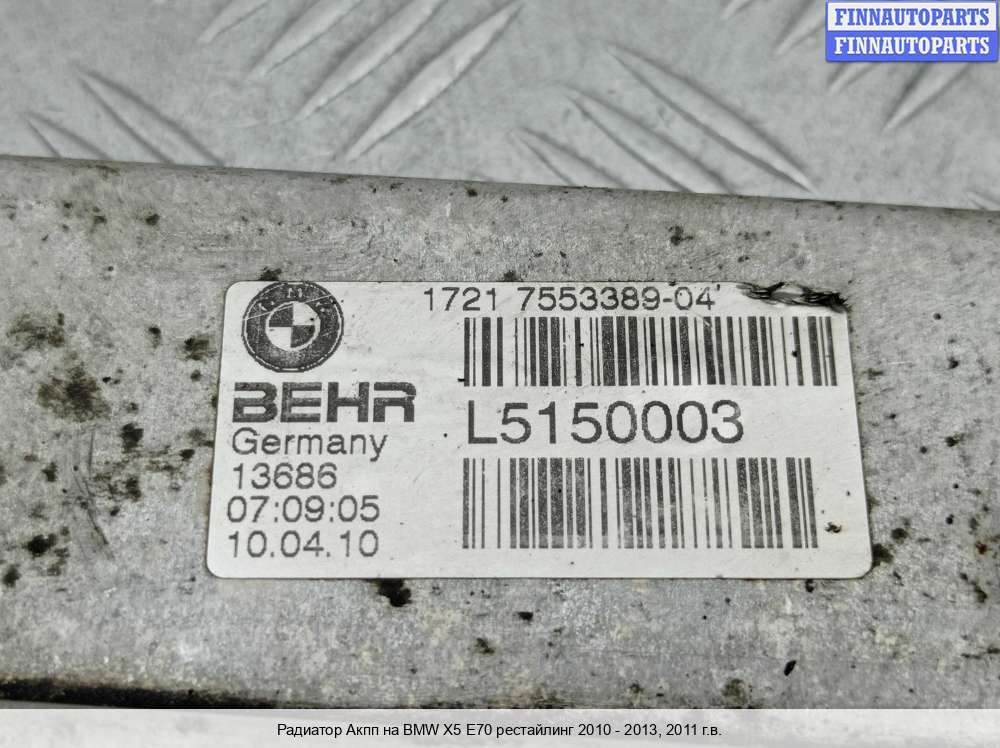 FINNAUTOPARTS
FINNAUTOPARTS
1721 7553389-04
BEHR
L5150003
Germany
13686
07:09:05
10.04.10
Радиатор Акпп на BMW X5 E70 рестайлинг 2010 - 2013, 2011 г.в.